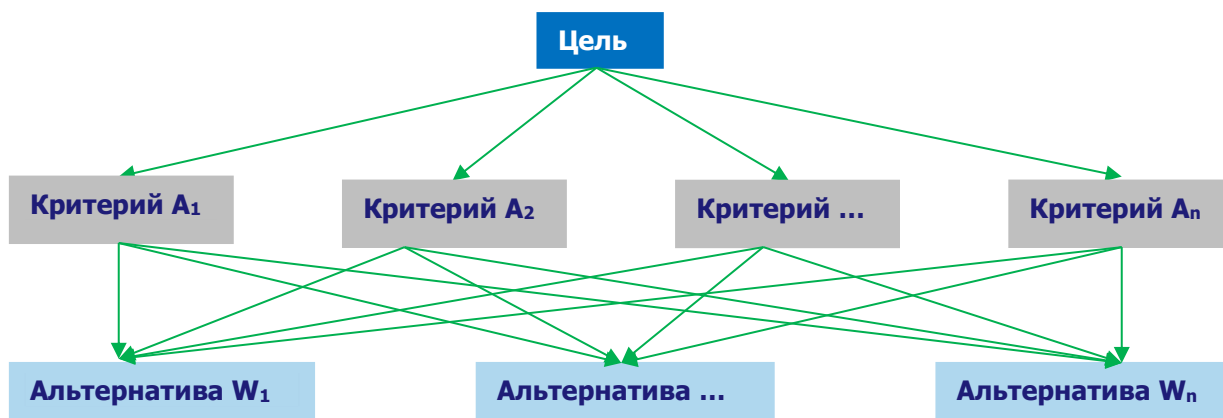 Цель
Критерий A₁
Критерий A₂
Критерий ...
Критерий Aₙ
Альтернатива W₁
Альтернатива ...
Альтернатива Wₙ